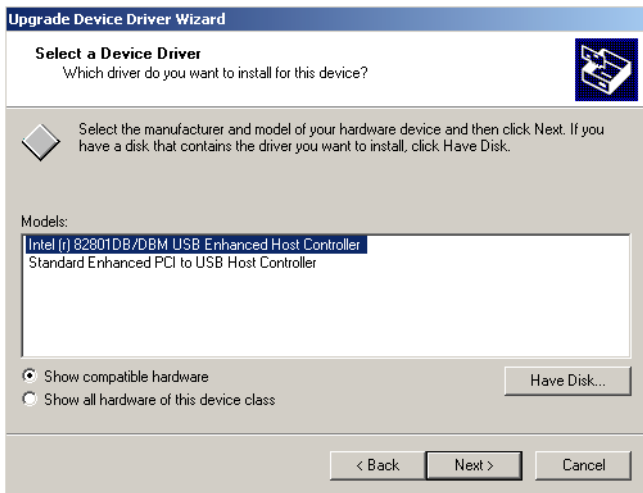 Upgrade Device Driver Wizard
Select a Device Driver
Which driver do you want to install for this device?
Select the manufacturer and model of your hardware device and then click Next. If you
have a disk that contains the driver you want to install, click Have Disk.
Models:
Intel (r) 82801DB/DBM USB Enhanced Host Controller
Standard Enhanced PCI to USB Host Controller
Show compatible hardware
Show all hardware of this device class
Have Disk...
< Back
Next >
Cancel